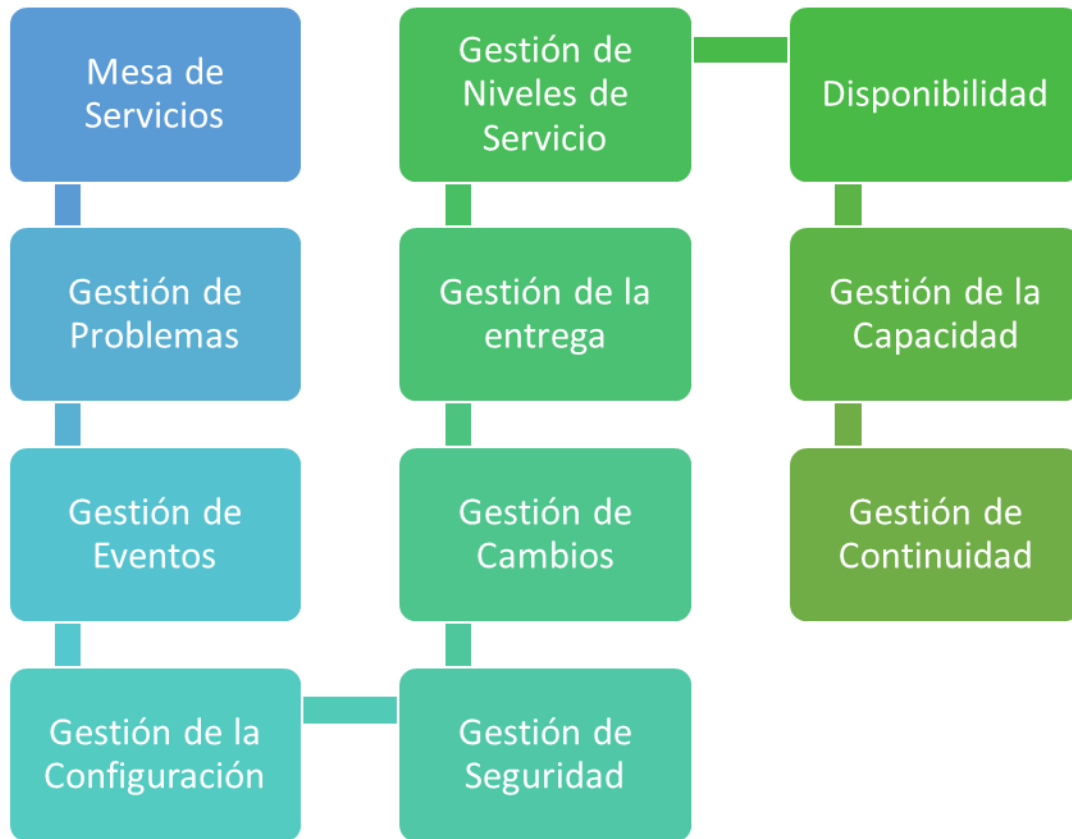 Mesa de
Servicios
Gestión de
Problemas
Gestión de
Eventos
Gestión de la
Configuración
Gestión de
Seguridad
Gestión de
Cambios
Gestión de la
entrega
Gestión de
Niveles de
Servicio
Disponibilidad
Gestión de la
Capacidad
Gestión de
Continuidad